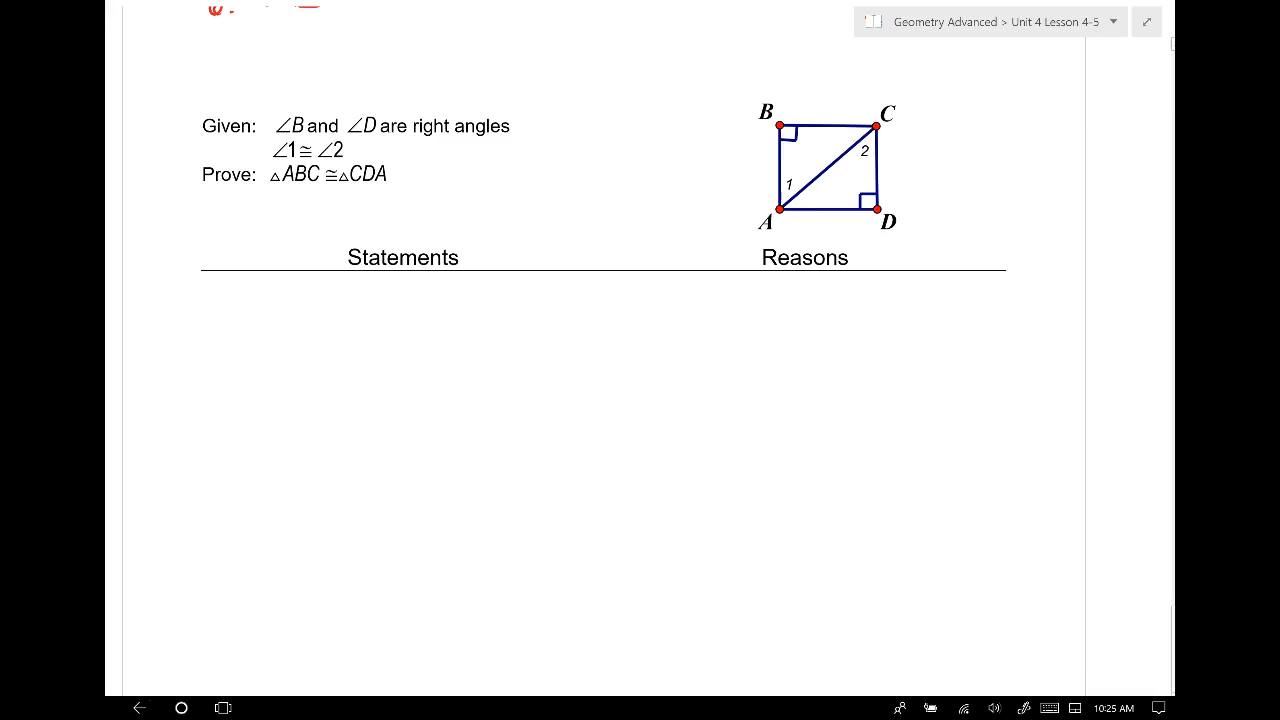 Geometry Advanced > Unit 4 Lesson 4-5
Given: ∠B and ∠D are right angles
∠1 ≅ ∠2
Prove: △ABC ≅ △CDA
B
C
2
1
A
D
Statements
Reasons
10:25 AM